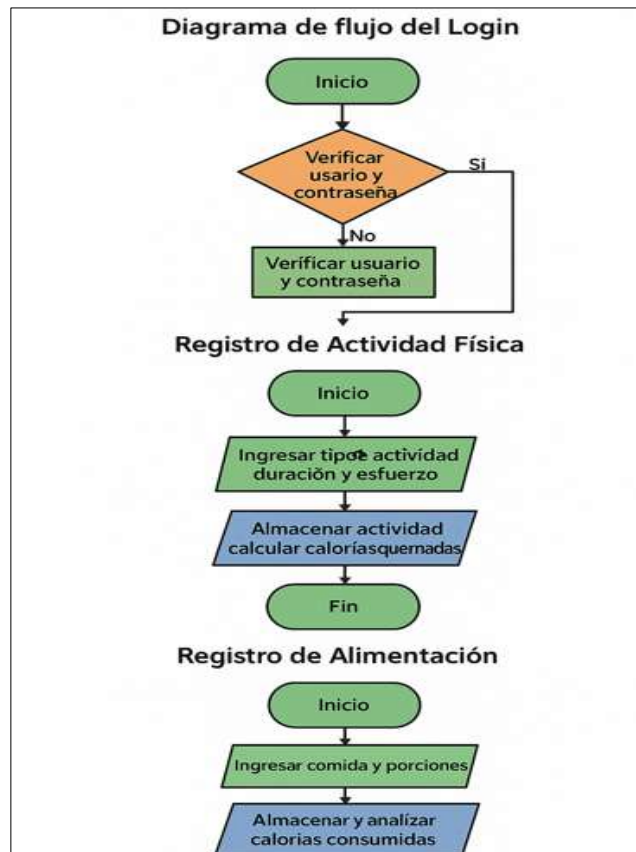 Diagrama de flujo del Login
Inicio
Verificar
usario y
contraseña
Si
No
Verificar usuario
y contraseña
Registro de Actividad Física
Inicio
Ingresar tipoe actividad
duración y esfuerzo
Almacenar actividad
calcular caloríasquemadas
Fin
Registro de Alimentación
Inicio
Ingresar comida y porciones
Almacenar y analízar
calorias consumidas